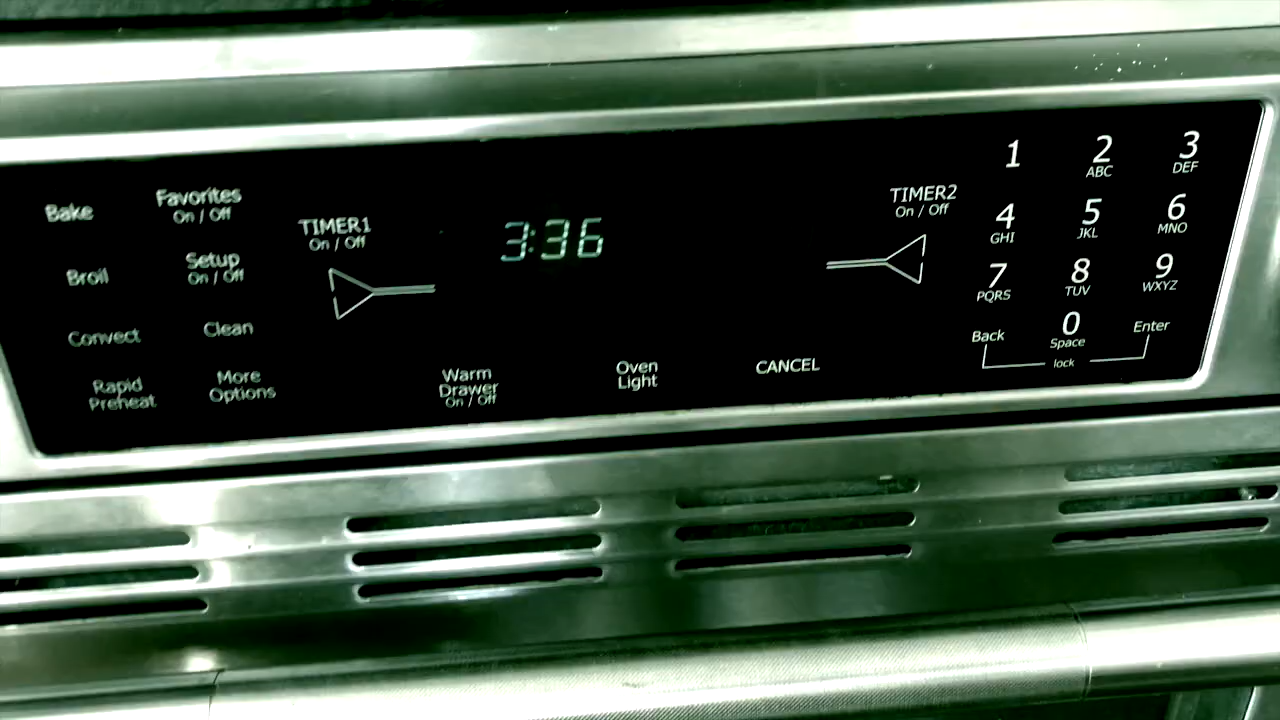 Bake
Favorites
On / Off
TIMER1
On / Off
3:36
TIMER2
On / Off
1
2
ABC
3
DEF
Broil
Setup
On / Off
4
GHI
5
JKL
6
MNO
Convect
Clean
7
PQRS
8
TUV
9
WXYZ
Rapid
Preheat
More
Options
Warm
Drawer
On / Off
Oven
Light
CANCEL
Back
0
Space
Enter
lock